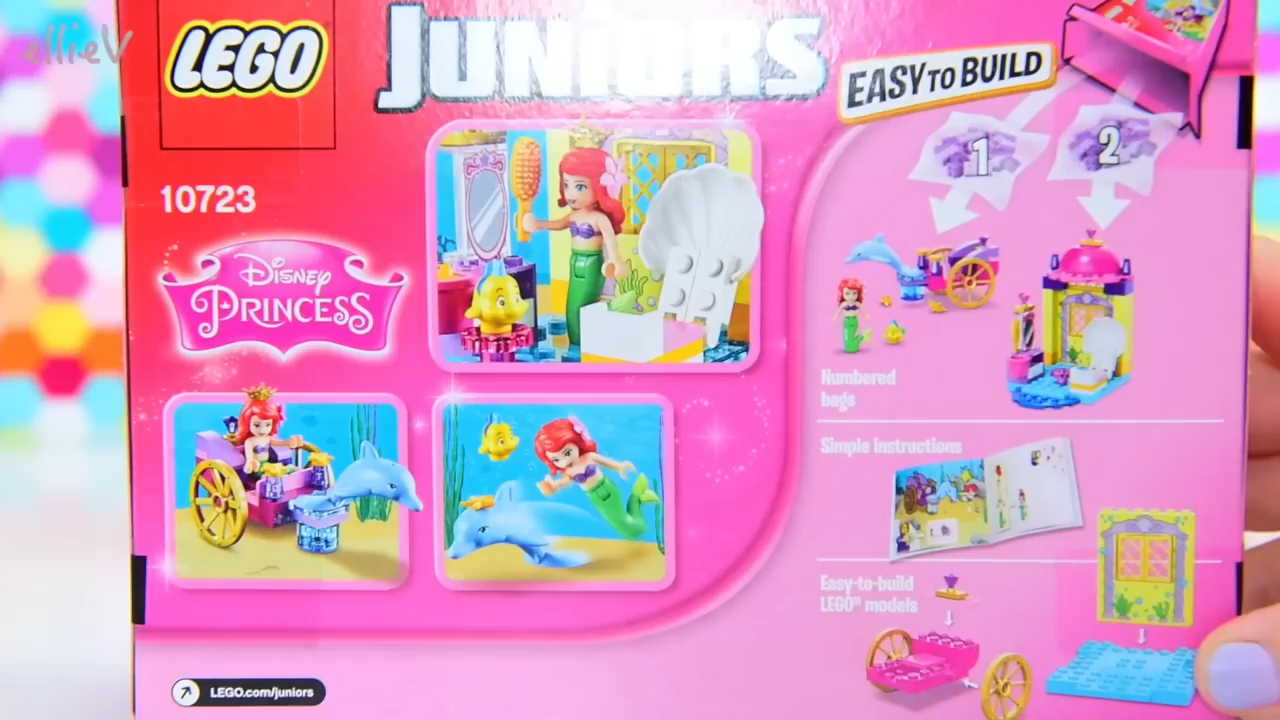 ellieV
LEGO
JUNIORS
EASY TO BUILD
1
2
10723
DISNEY
PRINCESS
Numbered
bags
Simple instructions
Easy-to-build
LEGO® models
LEGO.com/juniors